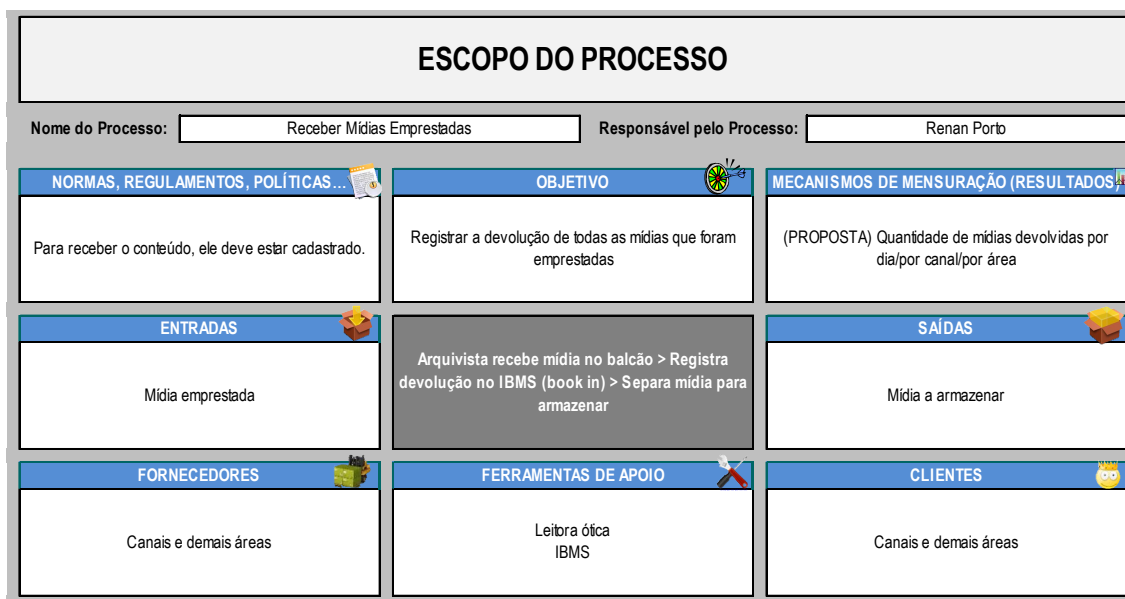 ESCOPO DO PROCESSO
Nome do Processo: Receber Mídias Emprestadas Responsável pelo Processo: Renan Porto
NORMAS, REGULAMENTOS, POLÍTICAS...
Para receber o conteúdo, ele deve estar cadastrado.
OBJETIVO
Registrar a devolução de todas as mídias que foram
emprestadas
MECANISMOS DE MENSURAÇÃO (RESULTADOS)
(PROPOSTA) Quantidade de mídias devolvidas por
dia/por canal/por área
ENTRADAS
Mídia emprestada
Arquivista recebe mídia no balcão > Registra
devolução no IBMS (book in) > Separa mídia para
armazenar
SAÍDAS
Mídia a armazenar
FORNECEDORES
Canais e demais áreas
FERRAMENTAS DE APOIO
Leitora ótica
IBMS
CLIENTES
Canais e demais áreas